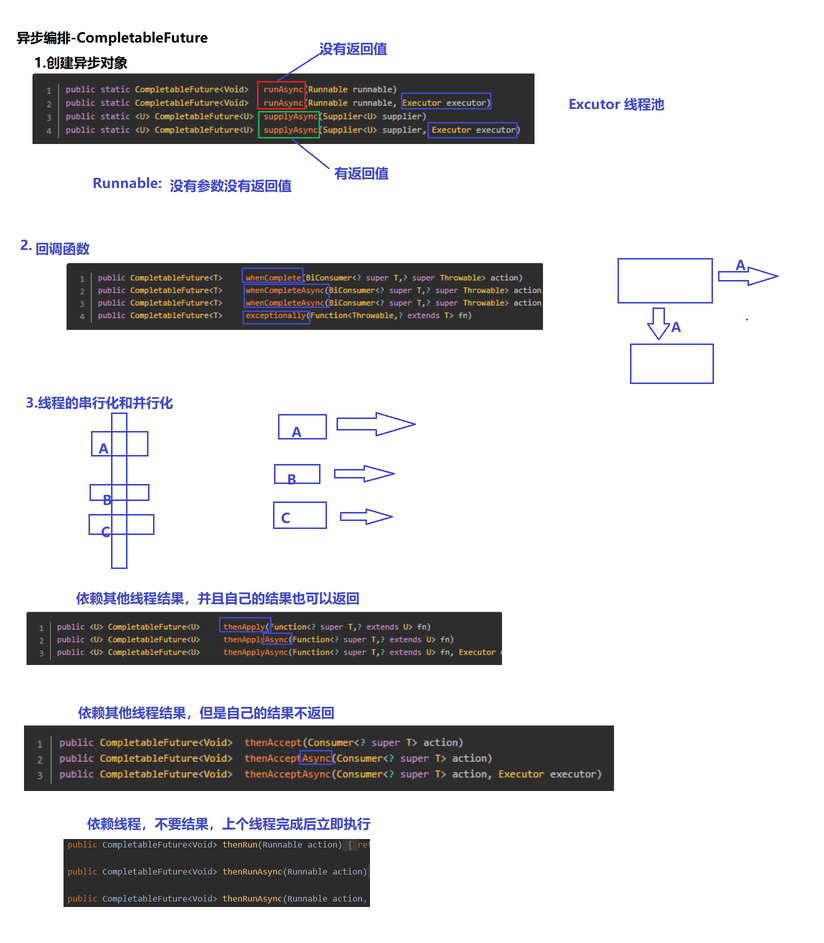 异步编排-CompletableFuture
没有返回值
1.创建异步对象
1 public static CompletableFuture<Void> runAsync(Runnable runnable)
2 public static CompletableFuture<Void> runAsync(Runnable runnable, Executor executor)
3 public static <U> CompletableFuture<U> supplyAsync(Supplier<U> supplier)
4 public static <U> CompletableFuture<U> supplyAsync(Supplier<U> supplier, Executor executor)
Excutor 线程池
有返回值
Runnable: 没有参数没有返回值
2. 回调函数
1 public CompletableFuture<T> whenComplete(BiConsumer<? super T,? super Throwable> action)
2 public CompletableFuture<T> whenCompleteAsync(BiConsumer<? super T,? super Throwable> action
3 public CompletableFuture<T> whenCompleteAsync(BiConsumer<? super T,? super Throwable> action
4 public CompletableFuture<T> exceptionally(Function<Throwable,? extends T> fn)
A
A
3.线程的串行化和并行化
A
B
C
A
B
C
依赖其他线程结果，并且自己的结果也可以返回
1 public <U> CompletableFuture<U> thenApply(Function<? super T,? extends U> fn)
2 public <U> CompletableFuture<U> thenApplyAsync(Function<? super T,? extends U> fn)
3 public <U> CompletableFuture<U> thenApplyAsync(Function<? super T,? extends U> fn, Executor
依赖其他线程结果，但是自己的结果不返回
1 public CompletableFuture<Void> thenAccept(Consumer<? super T> action)
2 public CompletableFuture<Void> thenAcceptAsync(Consumer<? super T> action)
3 public CompletableFuture<Void> thenAcceptAsync(Consumer<? super T> action, Executor executor)
依赖线程，不要结果，上个线程完成后立即执行
public CompletableFuture<Void> thenRun(Runnable action) { ret
public CompletableFuture<Void> thenRunAsync(Runnable action)
public CompletableFuture<Void> thenRunAsync(Runnable action,